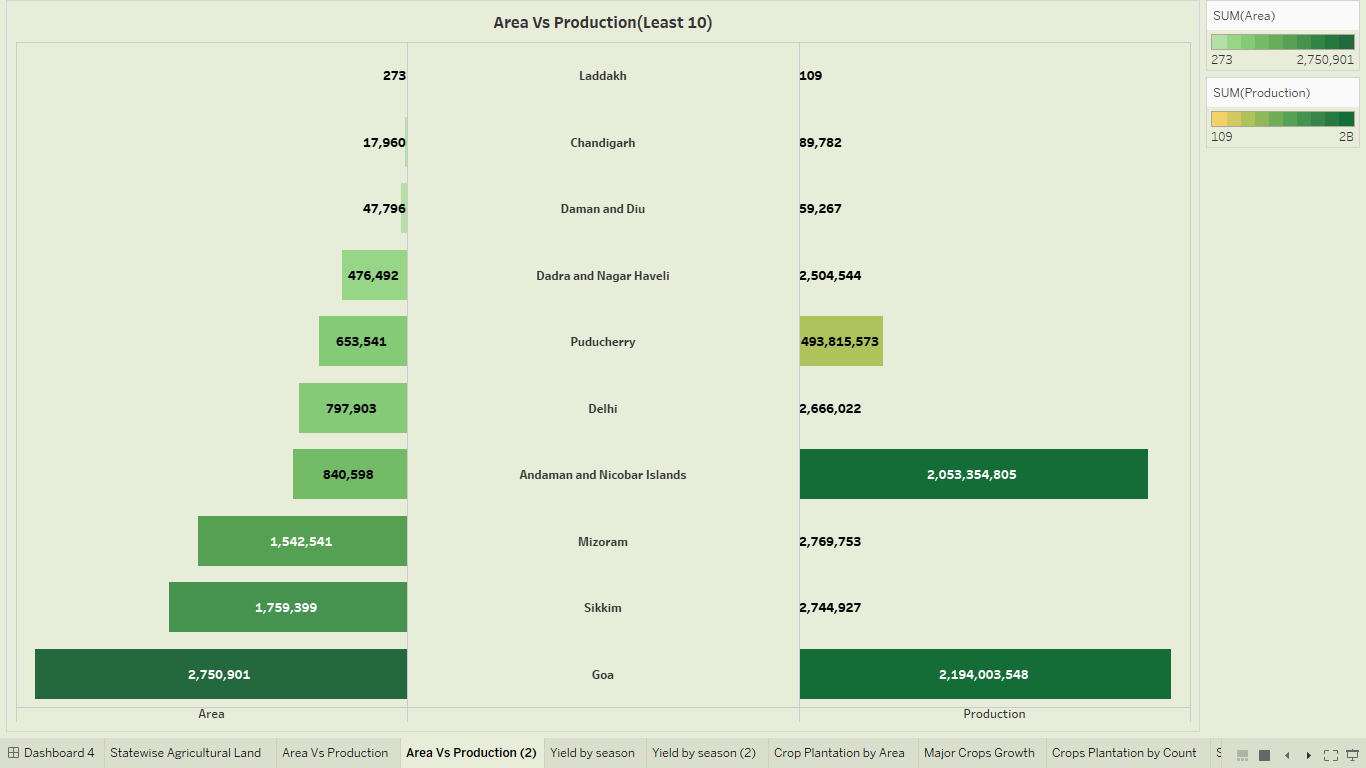 Area Vs Production(Least 10)
273 Laddakh 109
17,960 Chandigarh 89,782
47,796 Daman and Diu 59,267
476,492 Dadra and Nagar Haveli 2,504,544
653,541 Puducherry 493,815,573
797,903 Delhi 2,666,022
840,598 Andaman and Nicobar Islands 2,053,354,805
1,542,541 Mizoram 2,769,753
1,759,399 Sikkim 2,744,927
2,750,901 Goa 2,194,003,548
Area Production
SUM(Area)
273 2,750,901
SUM(Production)
109 2B
Dashboard 4 Statewise Agricultural Land Area Vs Production Area Vs Production (2) Yield by season Yield by season (2) Crop Plantation by Area Major Crops Growth Crops Plantation by Count